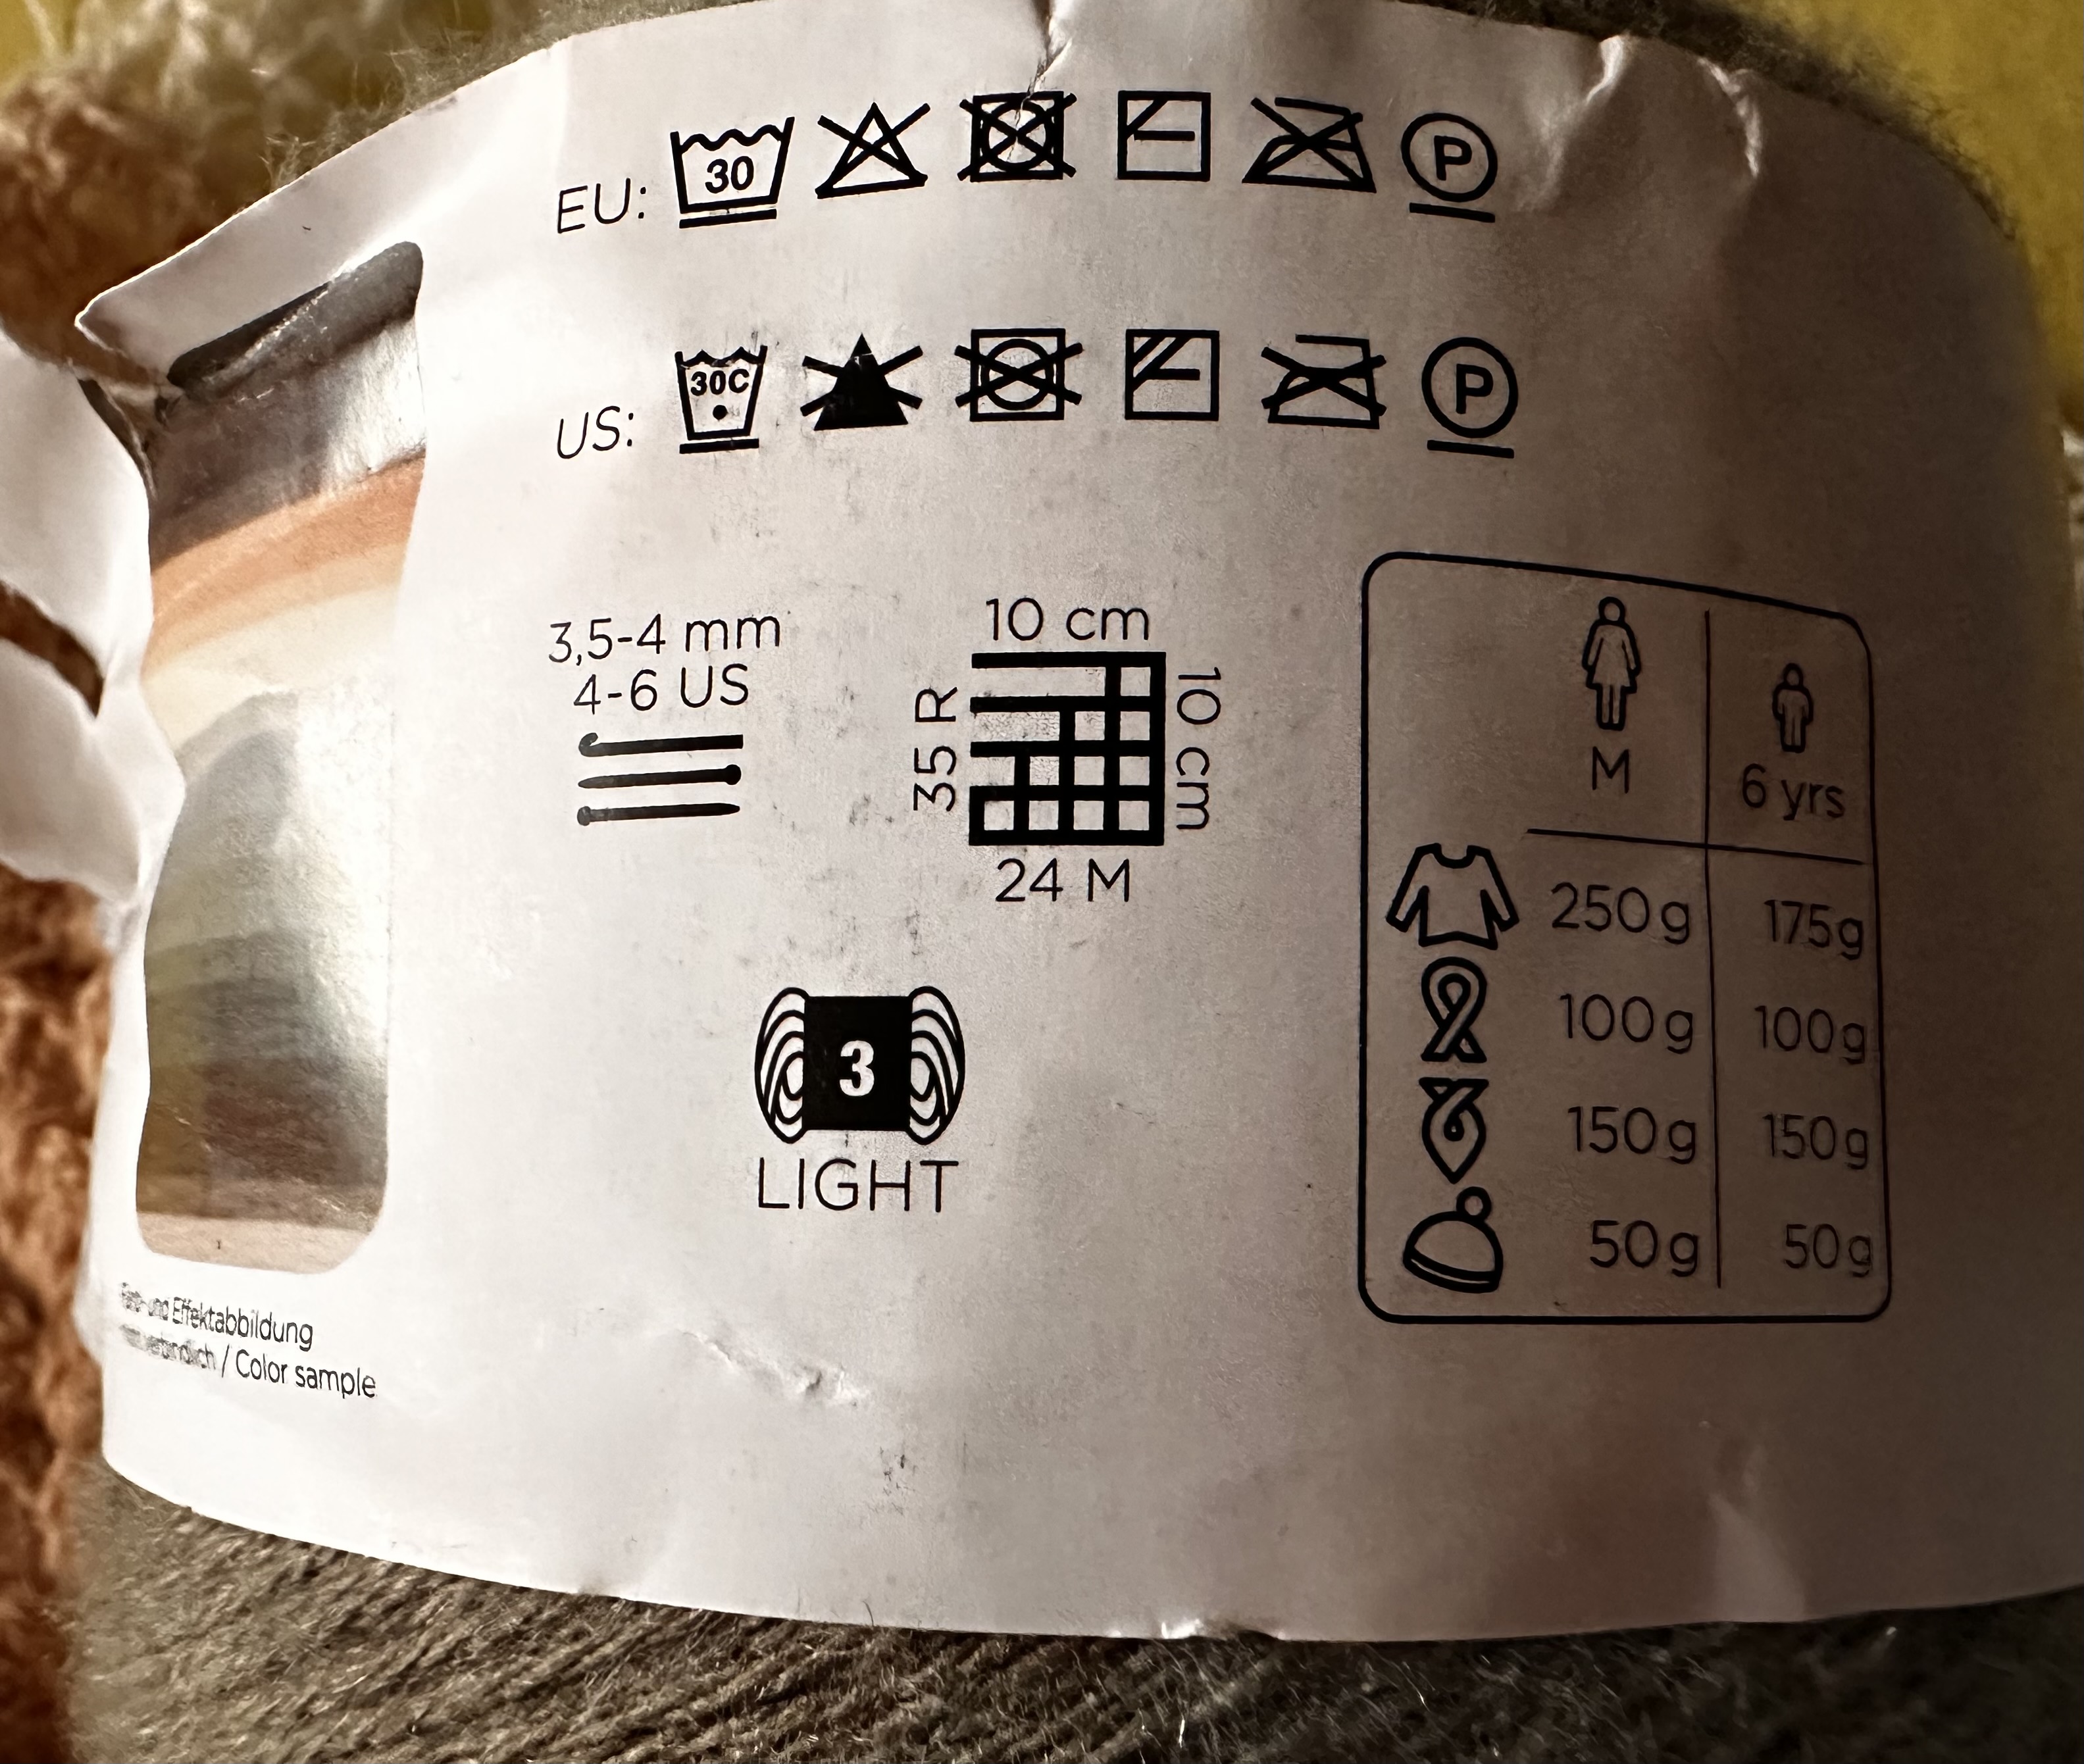 EU: 30 P
US: 30C P
3,5-4 mm
4-6 US
10 cm
10 cm
35 R
24 M
3
LIGHT
M 6 yrs
250g 175g
100g 100g
150g 150g
50g 50g
und Effektabbildung
verbindlich / Color sample